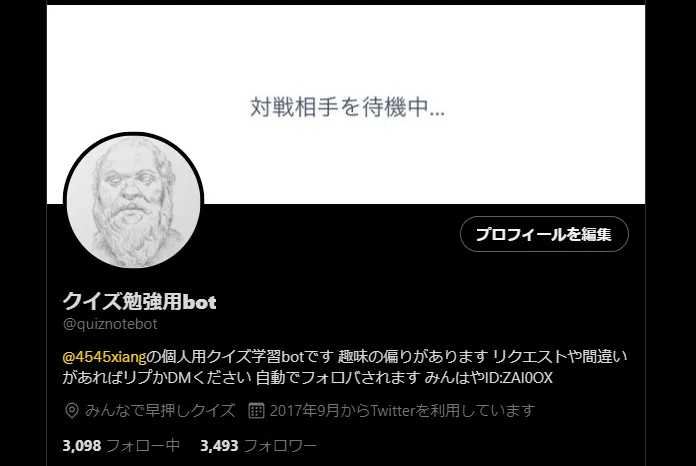 対戦相手を待機中...
プロフィールを編集
クイズ勉強用bot
@quiznotebot
@4545xiangの個人用クイズ学習botです 趣味の偏りがあります リクエストや間違い
があればリプかDMください 自動でフォロバされます みんはやID:ZAI0OX
みんなで早押しクイズ 2017年9月からTwitterを利用しています
3,098 フォロー中 3,493 フォロワー